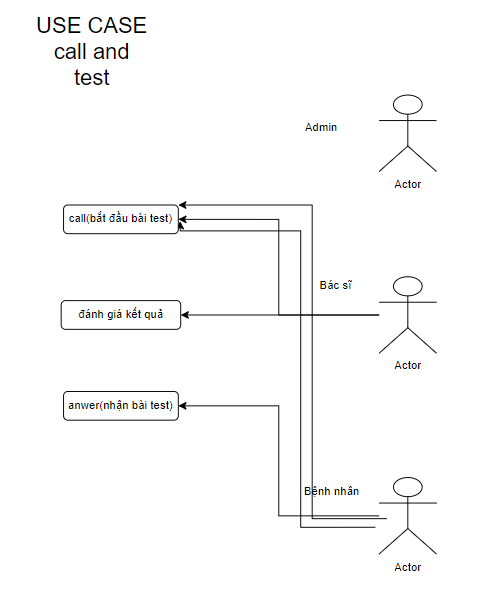 USE CASE
call and
test
Admin
Actor
call(bắt đầu bài test)
Bác sĩ
đánh giá kết quả
Actor
anwer(nhận bài test)
Bệnh nhân
Actor